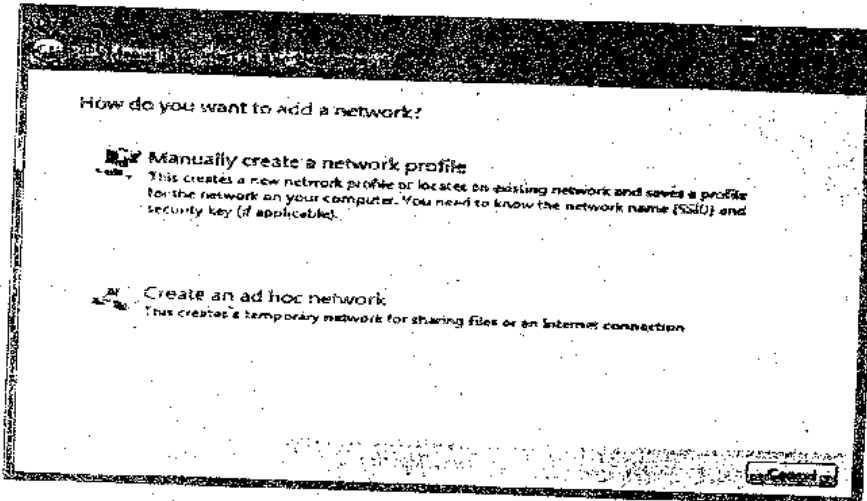 How do you want to add a network?
Manually create a network profile
This creates a new network profile or locates an existing network and saves a profile
for the network on your computer. You need to know the network name (SSID) and
security key (if applicable).
Create an ad hoc network
This creates a temporary network for sharing files or an Internet connection
Cancel